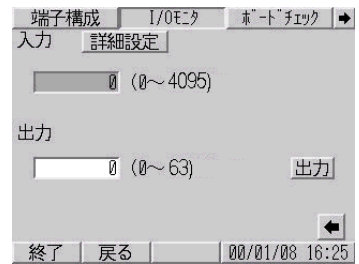 端子構成 I/Oﾓﾆﾀ ﾎﾞｰﾄﾞﾁｪｯｸ
入力 詳細設定
0 (0～4095)
出力
0 (0～63) 出力
終了 戻る 00/01/08 16:25